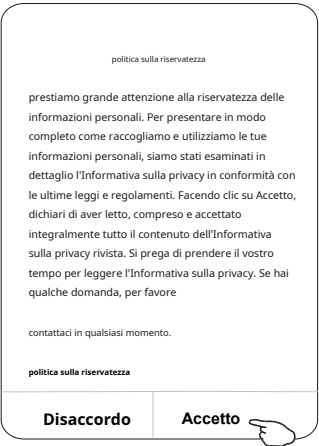 politica sulla riservatezza
prestiamo grande attenzione alla riservatezza delle
informazioni personali. Per presentare in modo
completo come raccogliamo e utilizziamo le tue
informazioni personali, siamo stati esaminati in
dettaglio l'Informativa sulla privacy in conformità con
le ultime leggi e regolamenti. Facendo clic su Accetto,
dichiari di aver letto, compreso e accettato
integralmente tutto il contenuto dell'Informativa
sulla privacy rivista. Si prega di prendere il vostro
tempo per leggere l'Informativa sulla privacy. Se hai
qualche domanda, per favore
contattaci in qualsiasi momento.
politica sulla riservatezza
Disaccordo Accetto